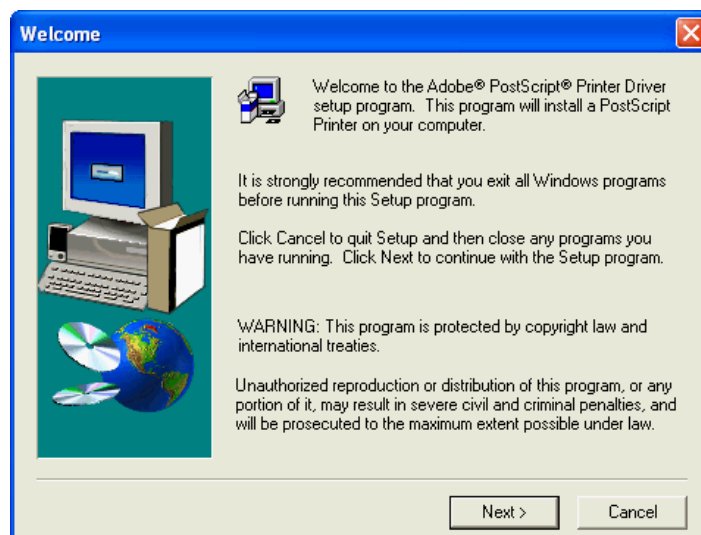 Welcome
Welcome to the Adobe® PostScript® Printer Driver
setup program.  This program will install a PostScript
Printer on your computer.
It is strongly recommended that you exit all Windows programs
before running this Setup program.
Click Cancel to quit Setup and then close any programs you
have running.  Click Next to continue with the Setup program.
WARNING: This program is protected by copyright law and
international treaties.
Unauthorized reproduction or distribution of this program, or any
portion of it, may result in severe civil and criminal penalties, and
will be prosecuted to the maximum extent possible under law.
Next >
Cancel